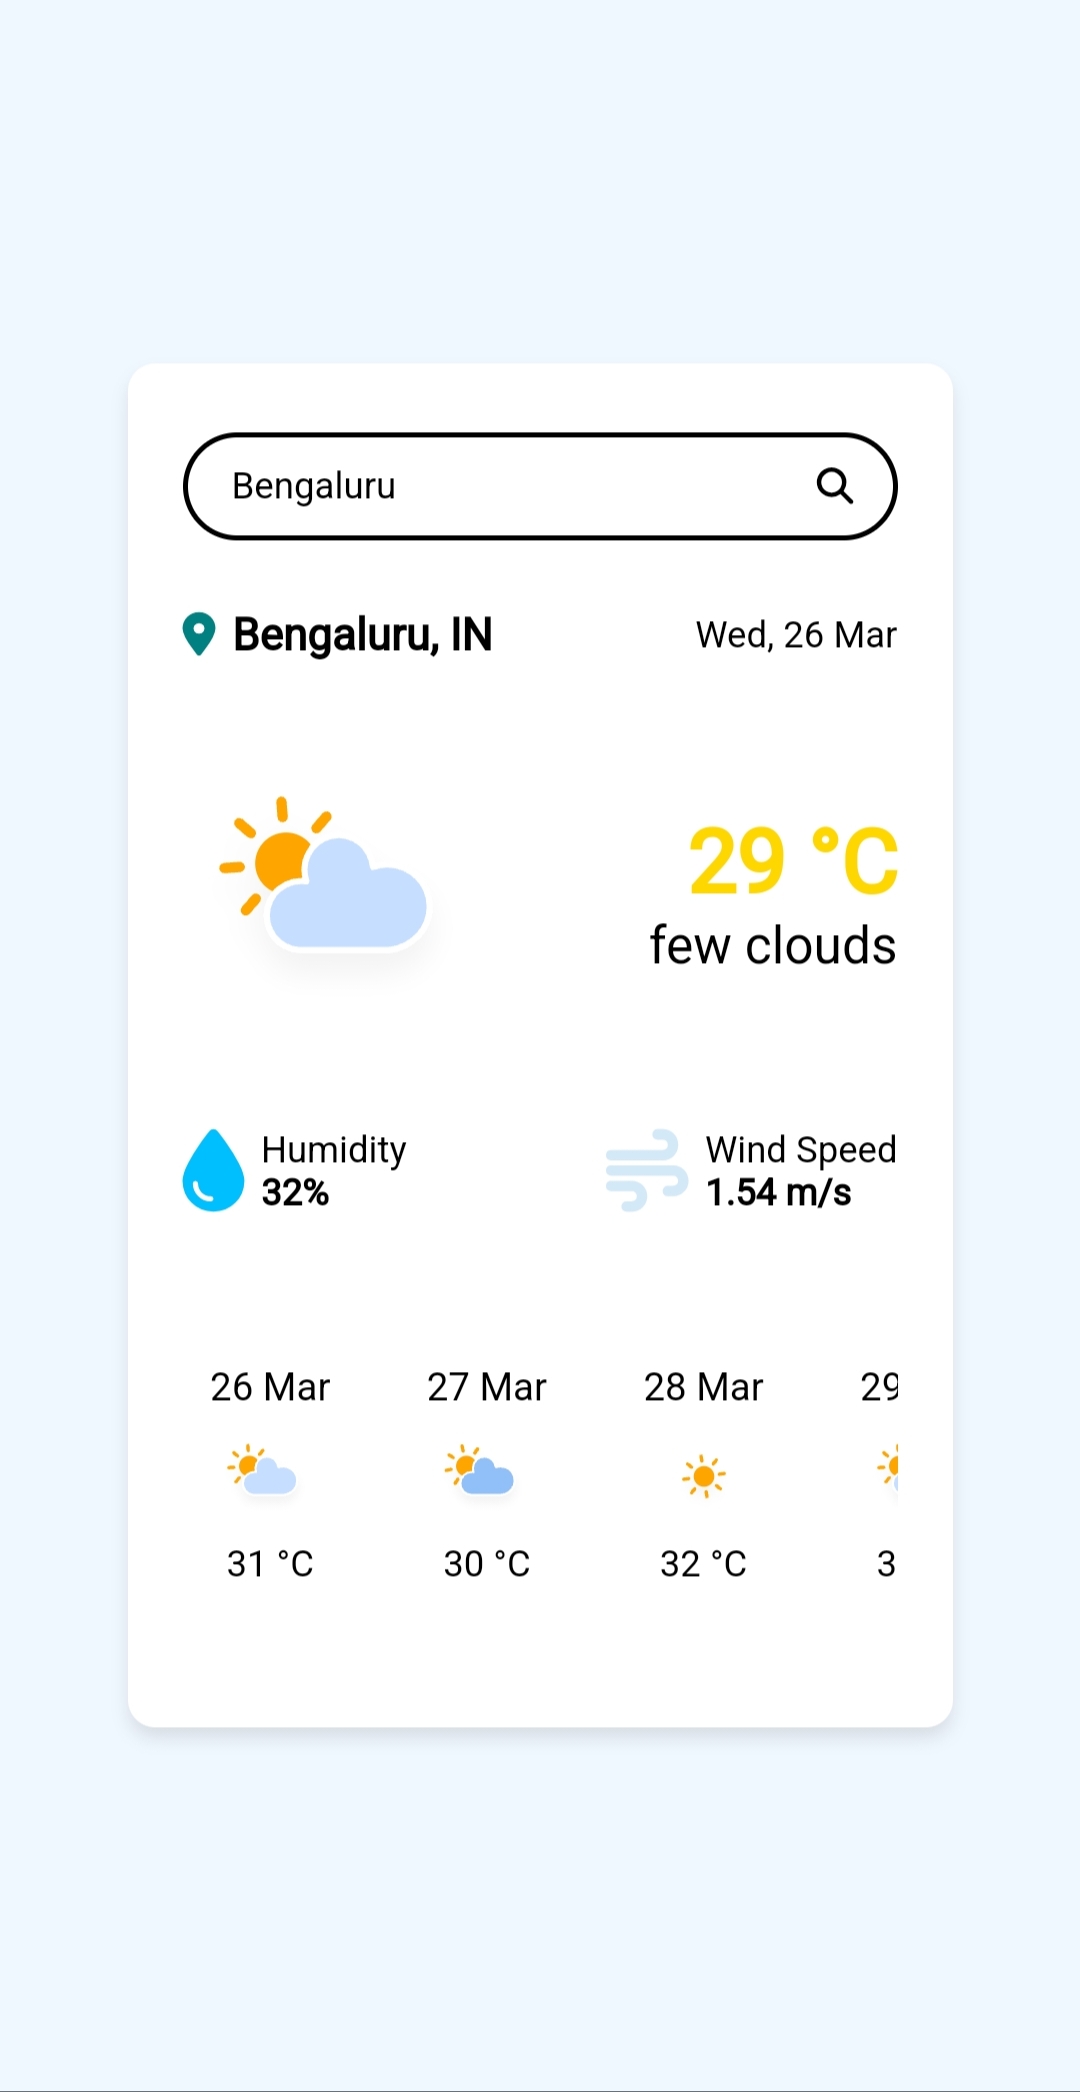 Bengaluru
Bengaluru, IN
Wed, 26 Mar
29 °C
few clouds
Humidity
32%
Wind Speed
1.54 m/s
26 Mar 27 Mar 28 Mar 29
31 °C 30 °C 32 °C 3